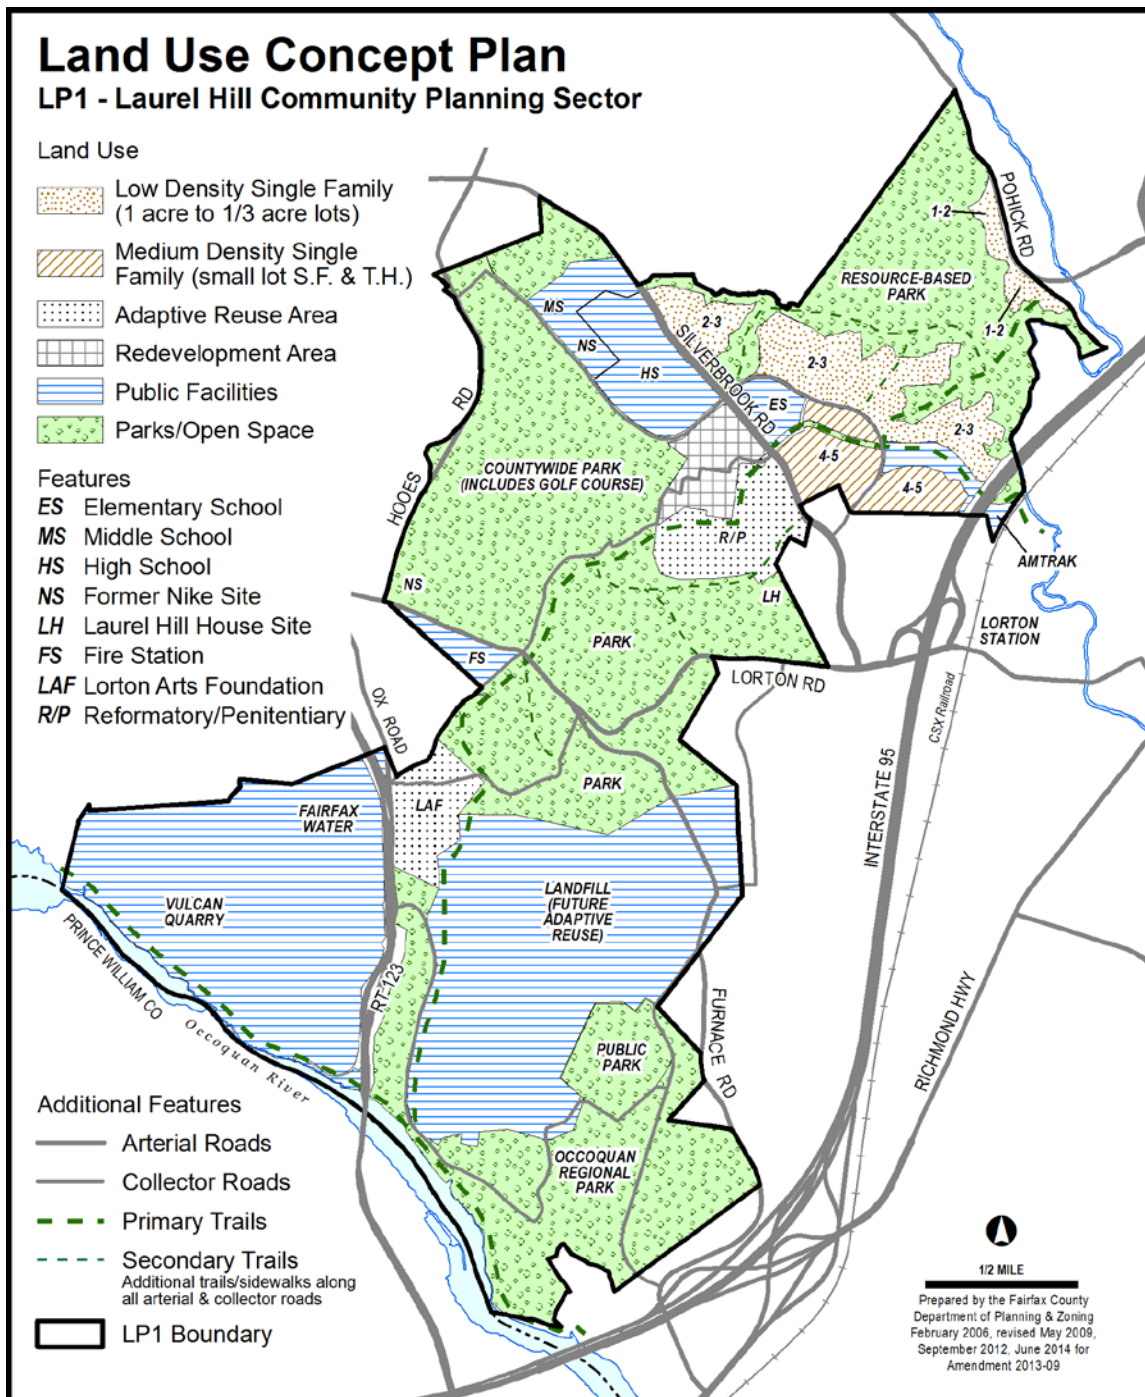 Land Use Concept Plan
LP1 - Laurel Hill Community Planning Sector
Land Use
Low Density Single Family
(1 acre to 1/3 acre lots)
Medium Density Single
Family (small lot S.F. & T.H.)
Adaptive Reuse Area
Redevelopment Area
Public Facilities
Parks/Open Space
Features
ES Elementary School
MS Middle School
HS High School
NS Former Nike Site
LH Laurel Hill House Site
FS Fire Station
LAF Lorton Arts Foundation
R/P Reformatory/Penitentiary
POHICK RD
1-2
RESOURCE-BASED
PARK
1-2
MS
NS
HS
2-3
SILVERBROOK RD
2-3
ES
2-3
4-5
4-5
HOOES RD
COUNTYWIDE PARK
(INCLUDES GOLF COURSE)
R/P
AMTRAK
NS
LH
LORTON
STATION
PARK
FS
LORTON RD
OX ROAD
CSX Railroad
INTERSTATE 95
PARK
LAF
FAIRFAX
WATER
VULCAN
QUARRY
LANDFILL
(FUTURE
ADAPTIVE
REUSE)
PRINCE WILLIAM CO
Occoquan River
RT-123
FURNACE RD
RICHMOND HWY
PUBLIC
PARK
OCCOQUAN
REGIONAL
PARK
Additional Features
Arterial Roads
Collector Roads
Primary Trails
Secondary Trails
Additional trails/sidewalks along
all arterial & collector roads
LP1 Boundary
1/2 MILE
Prepared by the Fairfax County
Department of Planning & Zoning
February 2006, revised May 2009,
September 2012, June 2014 for
Amendment 2013-09